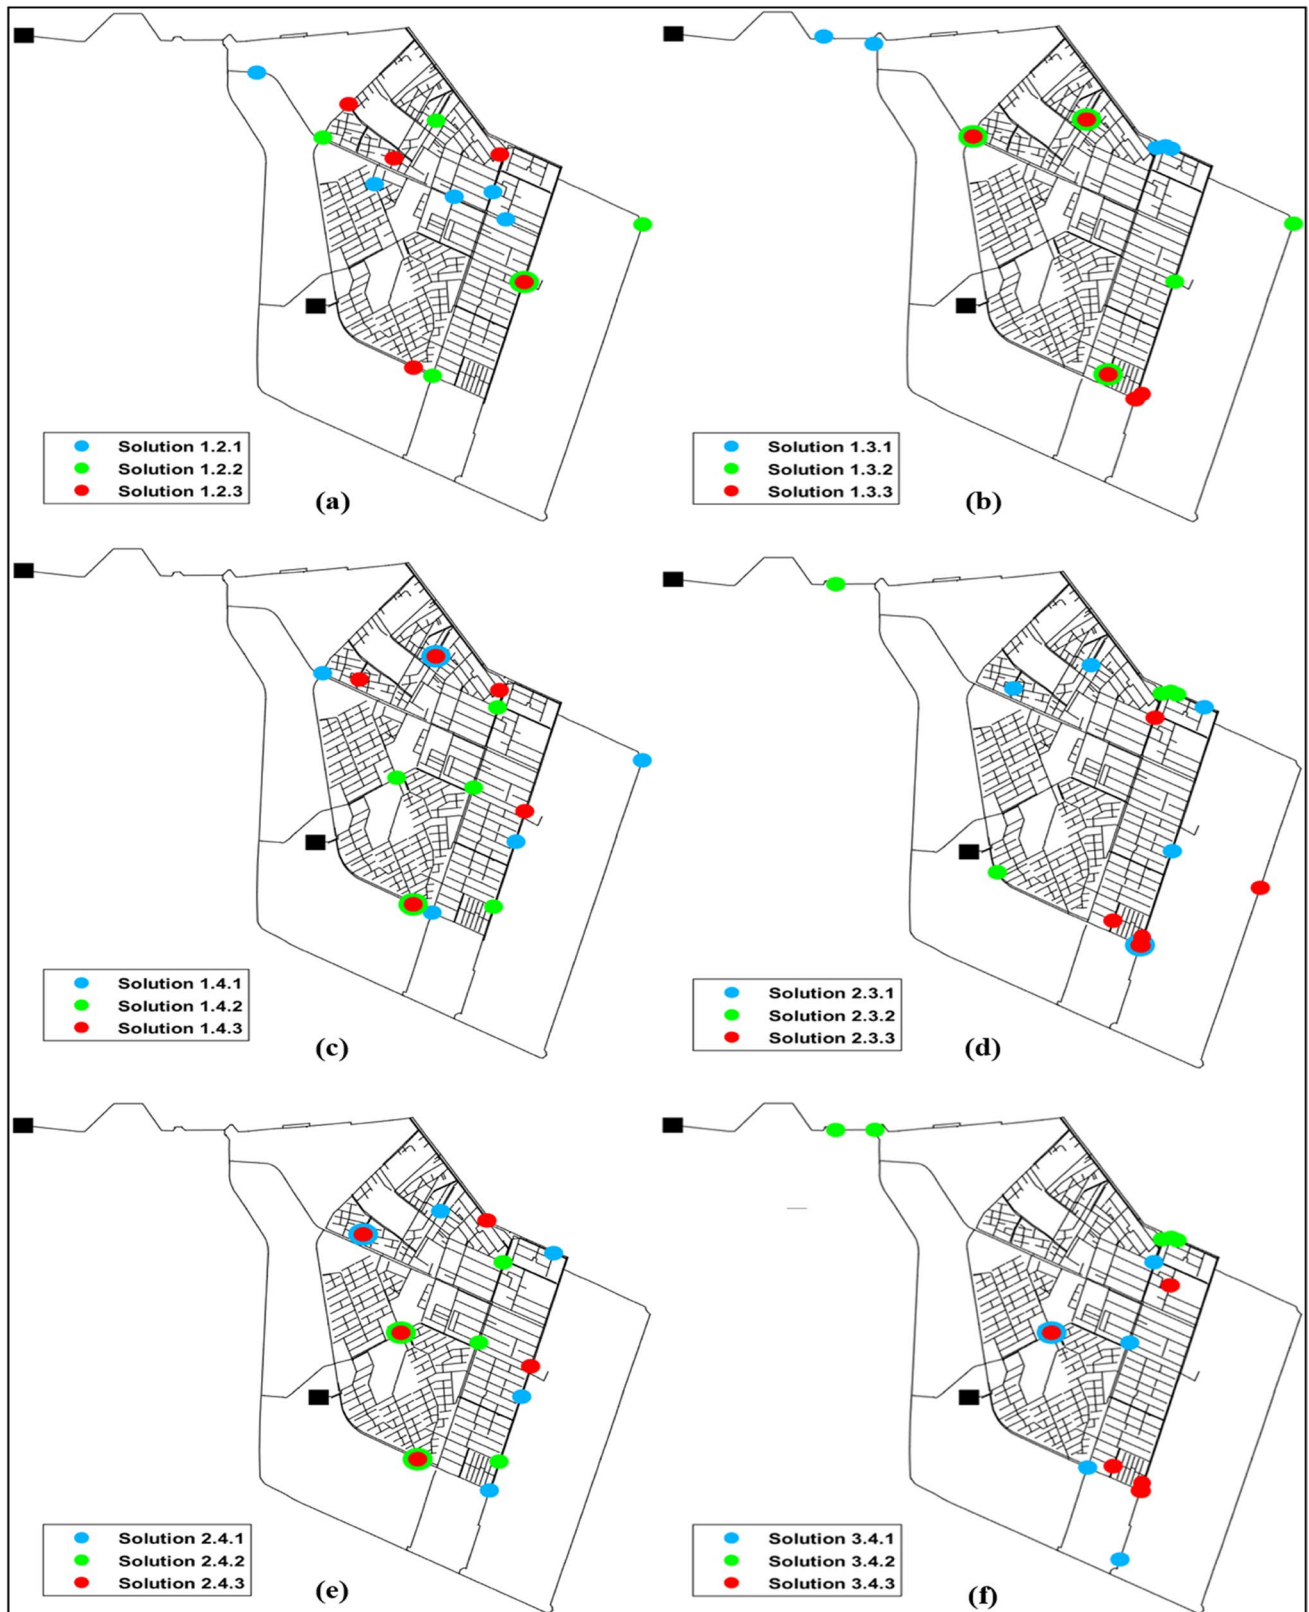 Solution 1.2.1
Solution 1.2.2
Solution 1.2.3
(a)
Solution 1.3.1
Solution 1.3.2
Solution 1.3.3
(b)
Solution 1.4.1
Solution 1.4.2
Solution 1.4.3
(c)
Solution 2.3.1
Solution 2.3.2
Solution 2.3.3
(d)
Solution 2.4.1
Solution 2.4.2
Solution 2.4.3
(e)
Solution 3.4.1
Solution 3.4.2
Solution 3.4.3
(f)